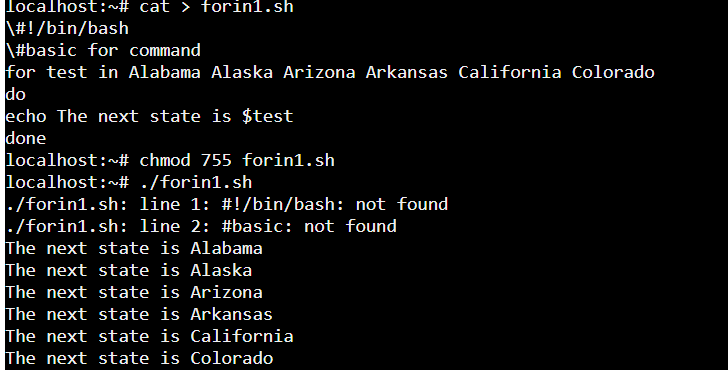 localhost:~# cat > forin1.sh
\#!/bin/bash
\#basic for command
for test in Alabama Alaska Arizona Arkansas California Colorado
do
echo The next state is $test
done
localhost:~# chmod 755 forin1.sh
localhost:~# ./forin1.sh
./forin1.sh: line 1: #!/bin/bash: not found
./forin1.sh: line 2: #basic: not found
The next state is Alabama
The next state is Alaska
The next state is Arizona
The next state is Arkansas
The next state is California
The next state is Colorado